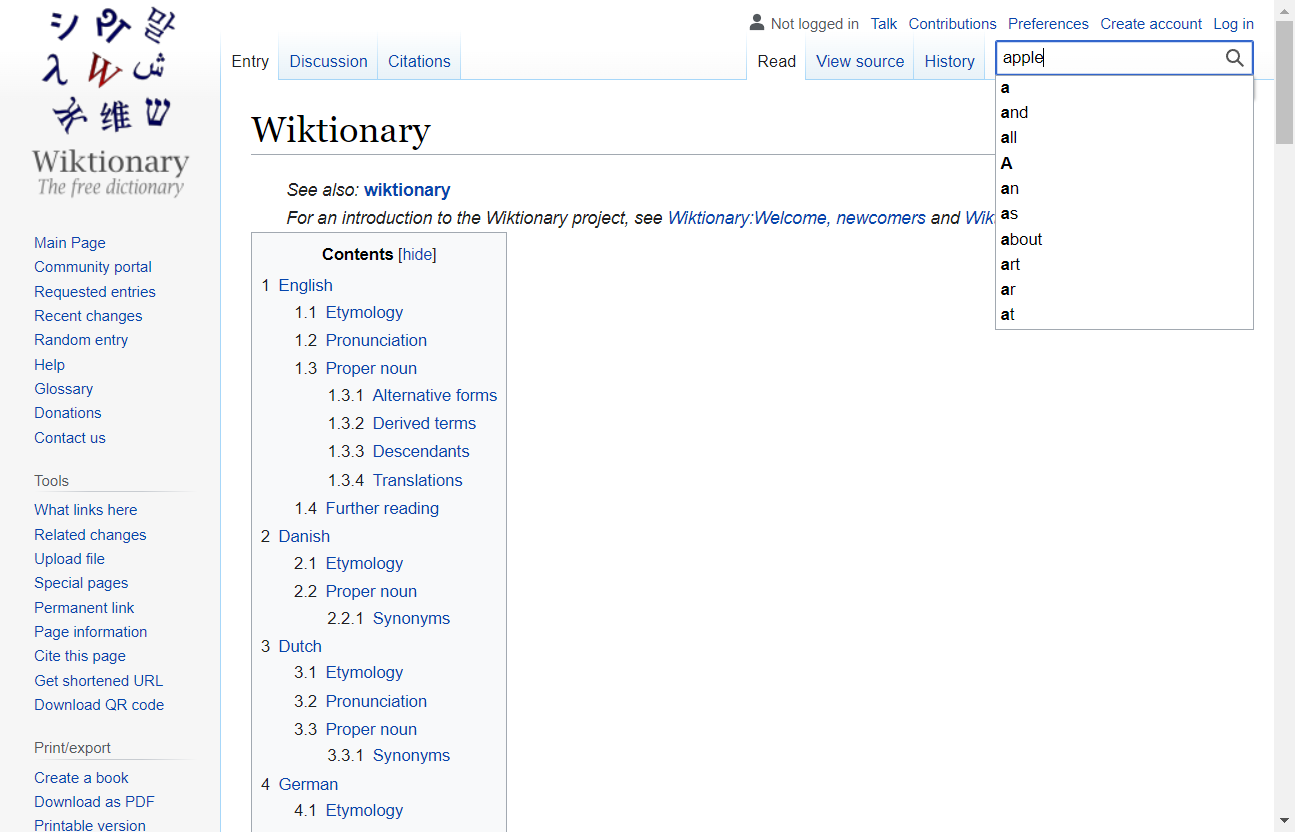 Wiktionary
The free dictionary
Main Page
Community portal
Requested entries
Recent changes
Random entry
Help
Glossary
Donations
Contact us
Tools
What links here
Related changes
Upload file
Special pages
Permanent link
Page information
Cite this page
Get shortened URL
Download QR code
Print/export
Create a book
Download as PDF
Printable version
Not logged in Talk Contributions Preferences Create account Log in
Entry Discussion Citations Read View source History apple
a
and
all
A
an
as
about
art
ar
at
Wiktionary
See also: wiktionary
For an introduction to the Wiktionary project, see Wiktionary:Welcome, newcomers and Wik
Contents [hide]
1 English
1.1 Etymology
1.2 Pronunciation
1.3 Proper noun
1.3.1 Alternative forms
1.3.2 Derived terms
1.3.3 Descendants
1.3.4 Translations
1.4 Further reading
2 Danish
2.1 Etymology
2.2 Proper noun
2.2.1 Synonyms
3 Dutch
3.1 Etymology
3.2 Pronunciation
3.3 Proper noun
3.3.1 Synonyms
4 German
4.1 Etymology